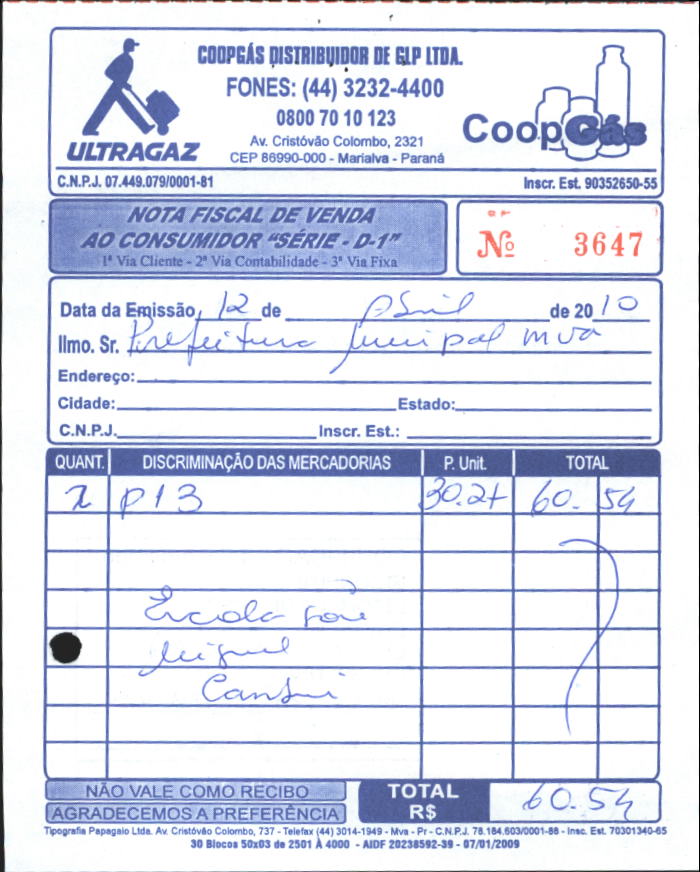 COOPGÁS DISTRIBUIDOR DE GLP LTDA.
FONES: (44) 3232-4400
0800 70 10 123
Av. Cristóvão Colombo, 2321
CEP 86990-000 - Marialva - Paraná
ULTRAGAZ
CoopGás
C.N.P.J. 07.449.079/0001-81 Inscr. Est. 90352650-55
NOTA FISCAL DE VENDA
AO CONSUMIDOR "SÉRIE - D-1"
1ª Via Cliente - 2ª Via Contabilidade - 3ª Via Fixa
Nº 3647
Data da Emissão, 12 de Abril de 2010
Ilmo. Sr. Prefeitura Municipal mva
Endereço:
Cidade: Estado:
C.N.P.J. Inscr. Est.:
QUANT. DISCRIMINAÇÃO DAS MERCADORIAS P. Unit. TOTAL
2 P13 30.27 60. 54
Escola
Miguel
NÃO VALE COMO RECIBO
AGRADECEMOS A PREFERÊNCIA
TOTAL R$ 60.54
Tipografia Papagaio Ltda. Av. Cristóvão Colombo, 737 - Telefax (44) 3014-1949 - Mva - Pr - C.N.P.J. 78.184.603/0001-86 - Insc. Est. 70301340-65
30 Blocos 50x03 de 2501 À 4000 - AIDF 20238592-39 - 07/01/2009